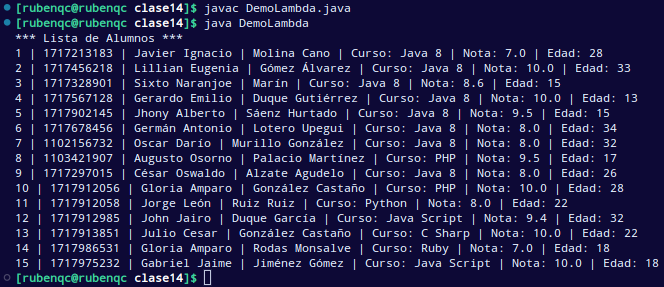 [rubenqc@rubenqc clase14]$ javac DemoLambda.java
[rubenqc@rubenqc clase14]$ java DemoLambda
*** Lista de Alumnos ***
1 | 1717213183 | Javier Ignacio | Molina Cano | Curso: Java 8 | Nota: 7.0 | Edad: 28
2 | 1717456218 | Lillian Eugenia | Gómez Álvarez | Curso: Java 8 | Nota: 10.0 | Edad: 33
3 | 1717328901 | Sixto Naranjoe | Marín | Curso: Java 8 | Nota: 8.6 | Edad: 15
4 | 1717567128 | Gerardo Emilio | Duque Gutiérrez | Curso: Java 8 | Nota: 10.0 | Edad: 13
5 | 1717902145 | Jhony Alberto | Sáenz Hurtado | Curso: Java 8 | Nota: 9.5 | Edad: 15
6 | 1717678456 | Germán Antonio | Lotero Upegui | Curso: Java 8 | Nota: 8.0 | Edad: 34
7 | 1102156732 | Oscar Darío | Murillo González | Curso: Java 8 | Nota: 8.0 | Edad: 32
8 | 1103421907 | Augusto Osorno | Palacio Martínez | Curso: PHP | Nota: 9.5 | Edad: 17
9 | 1717297015 | César Oswaldo | Alzate Agudelo | Curso: Java 8 | Nota: 8.0 | Edad: 26
10 | 1717912056 | Gloria Amparo | González Castaño | Curso: PHP | Nota: 10.0 | Edad: 28
11 | 1717912058 | Jorge León | Ruiz Ruiz | Curso: Python | Nota: 8.0 | Edad: 22
12 | 1717912985 | John Jairo | Duque García | Curso: Java Script | Nota: 9.4 | Edad: 32
13 | 1717913851 | Julio Cesar | González Castaño | Curso: C Sharp | Nota: 10.0 | Edad: 22
14 | 1717986531 | Gloria Amparo | Rodas Monsalve | Curso: Ruby | Nota: 7.0 | Edad: 18
15 | 1717975232 | Gabriel Jaime | Jiménez Gómez | Curso: Java Script | Nota: 10.0 | Edad: 18
[rubenqc@rubenqc clase14]$